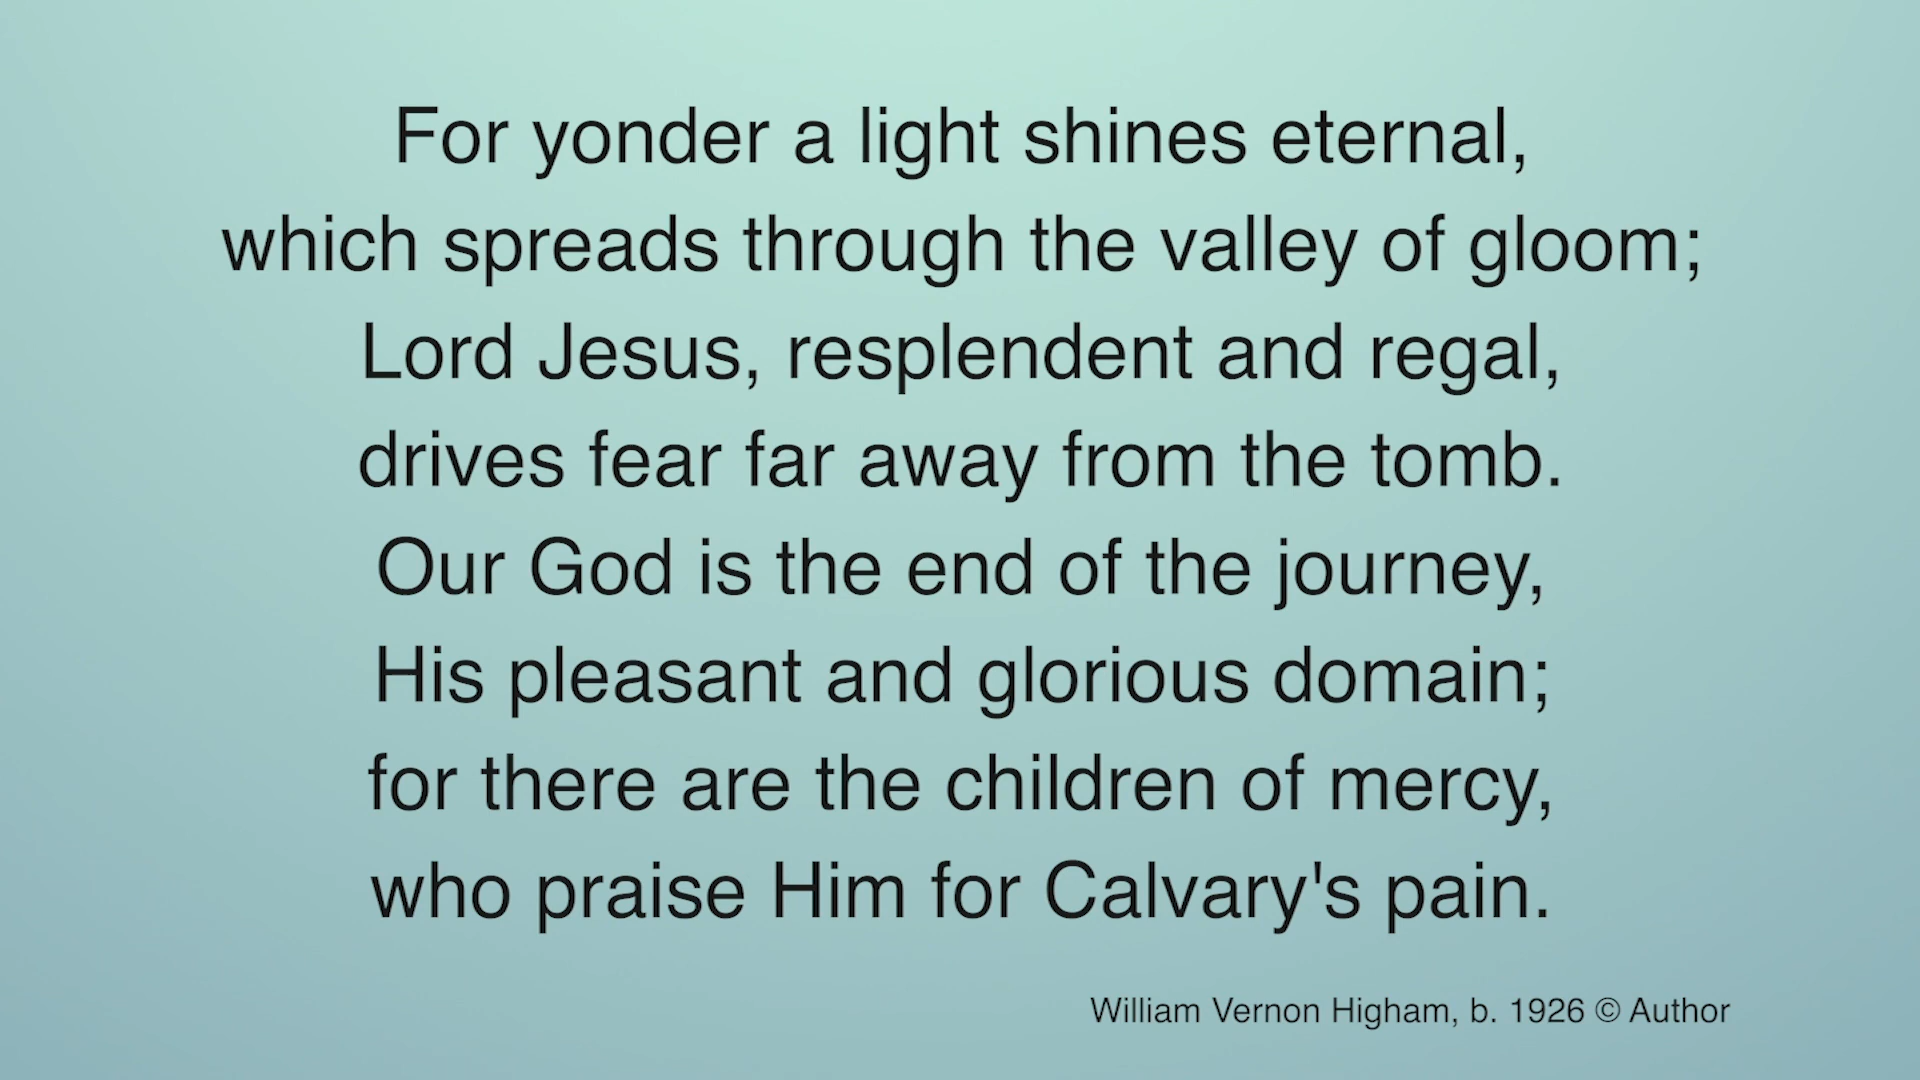 For yonder a light shines eternal,
which spreads through the valley of gloom;
Lord Jesus, resplendent and regal,
drives fear far away from the tomb.
Our God is the end of the journey,
His pleasant and glorious domain;
for there are the children of mercy,
who praise Him for Calvary's pain.
William Vernon Higham, b. 1926 © Author